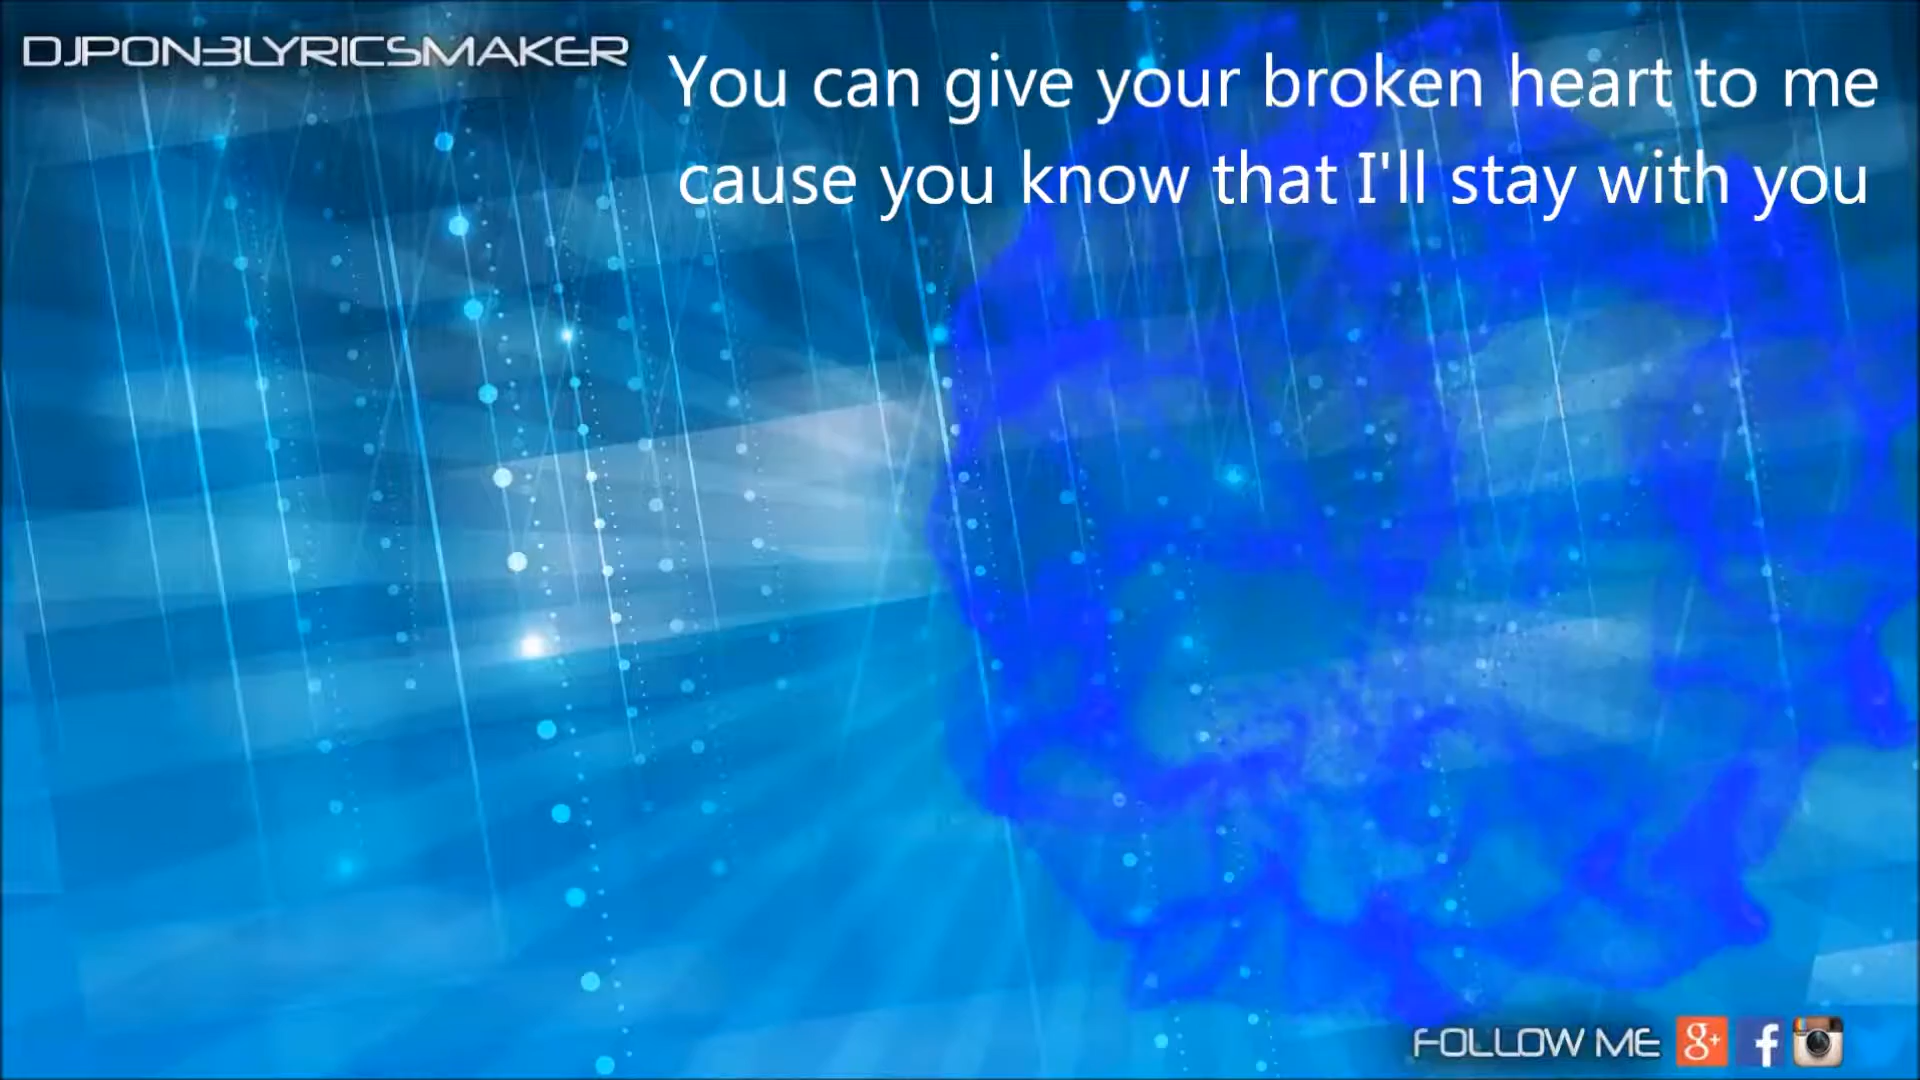 DJPON3LYRICSMAKER
You can give your broken heart to me
cause you know that I'll stay with you
FOLLOW ME g+ f